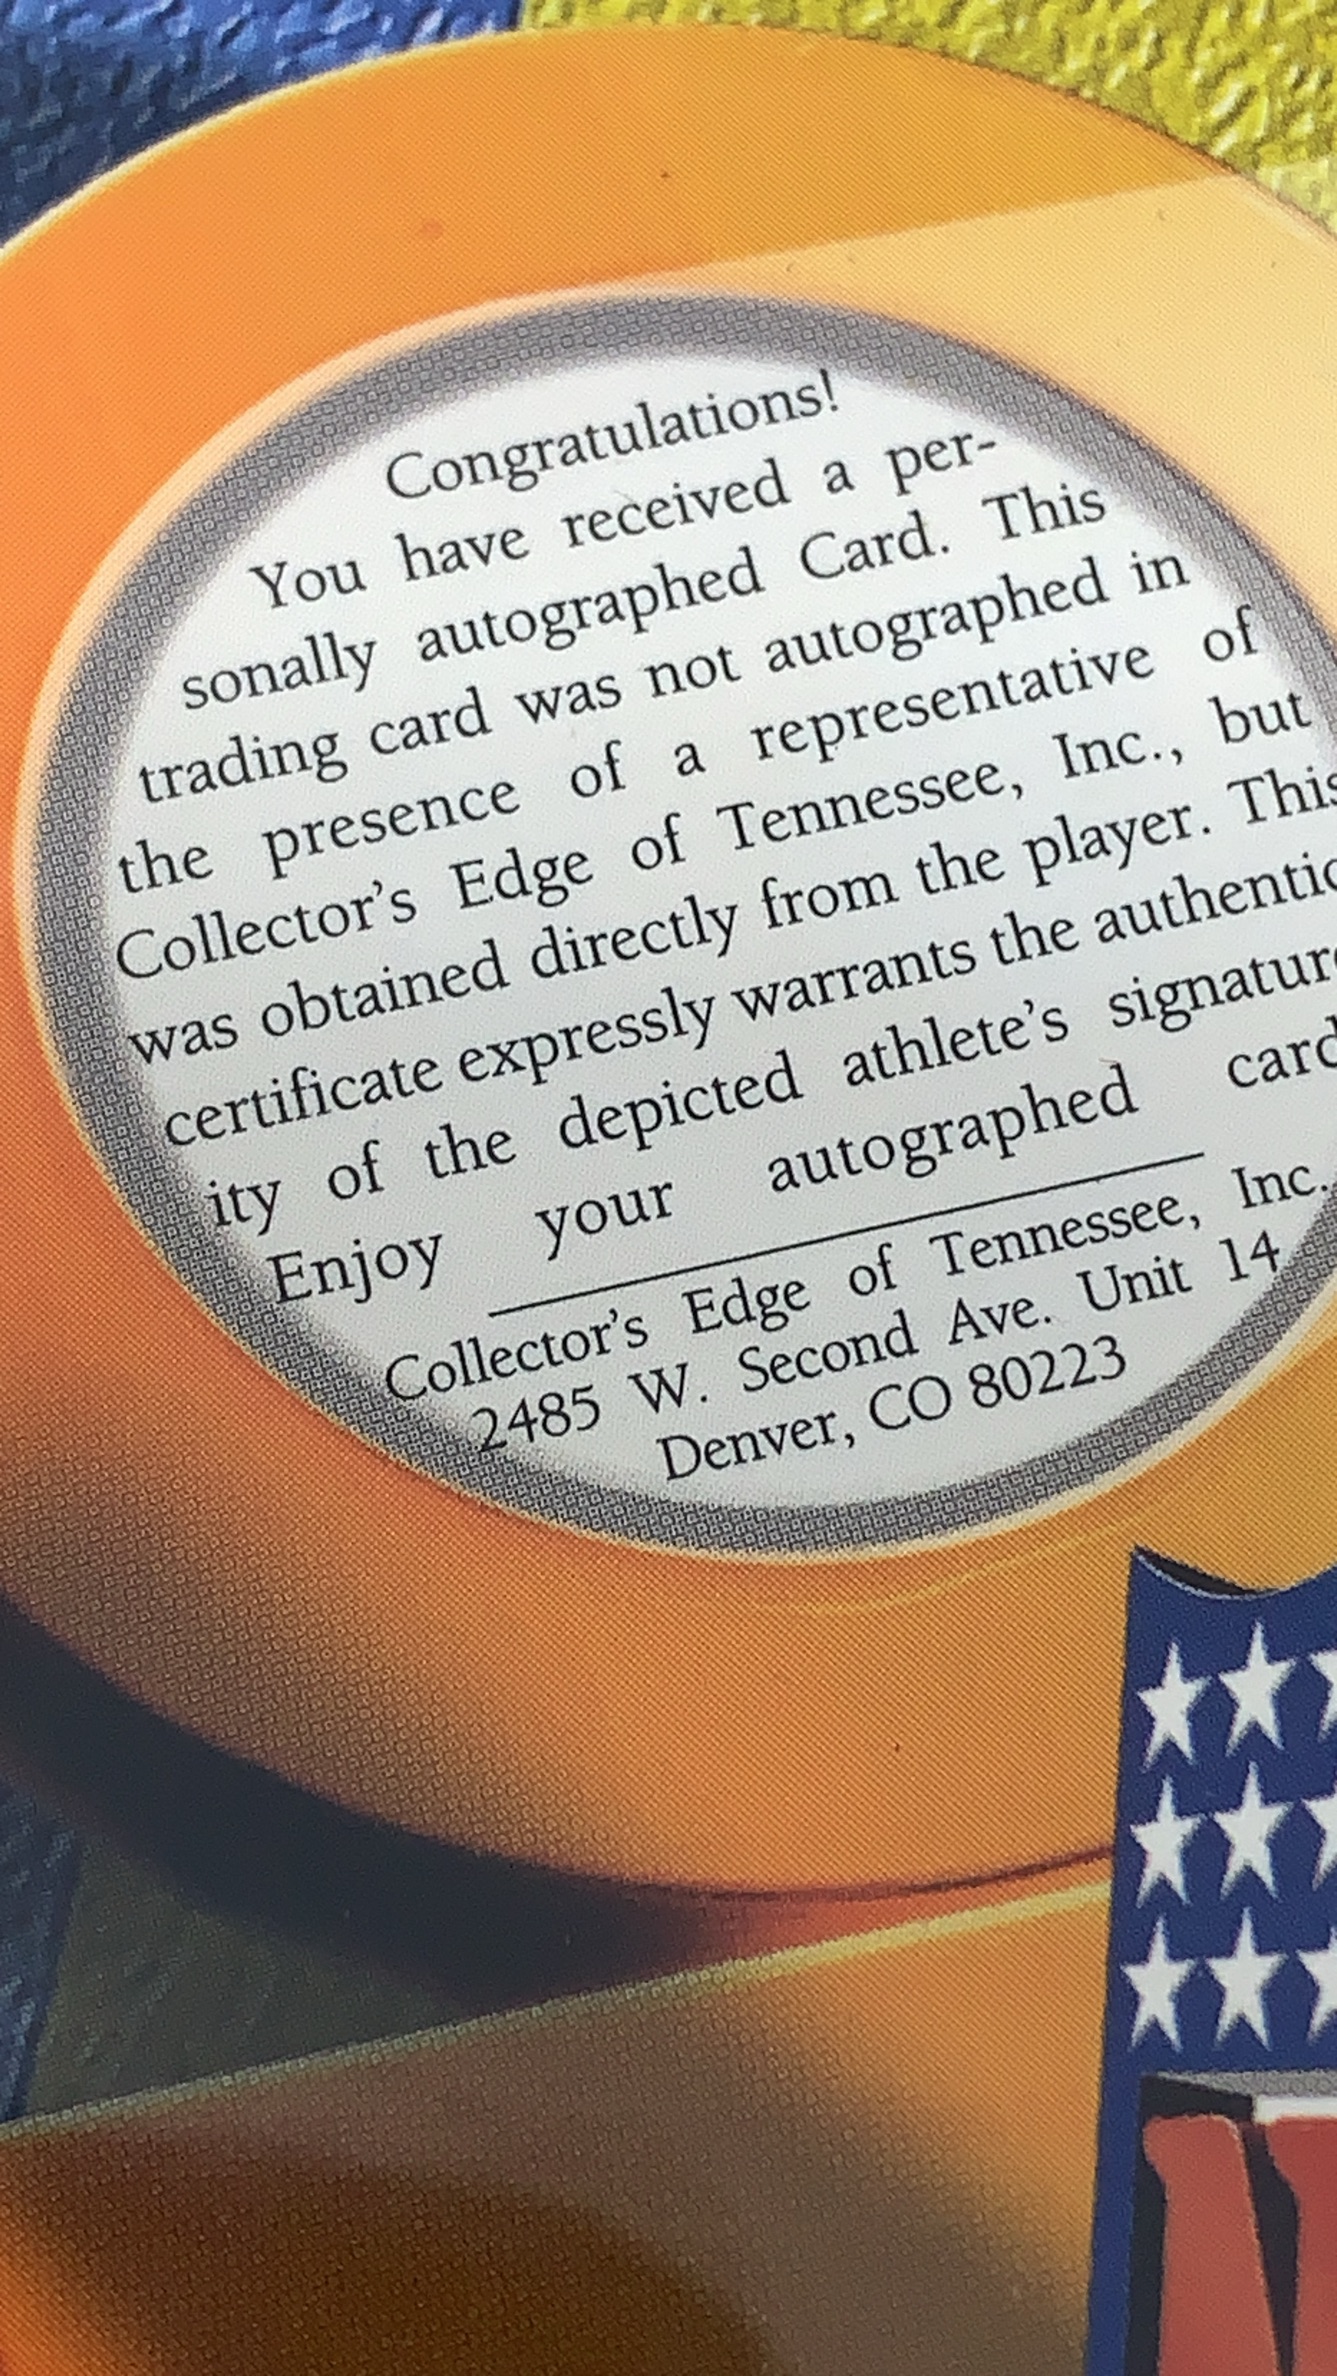 Congratulations!
You have received a per-
sonally autographed Card. This
trading card was not autographed in
the presence of a representative of
Collector's Edge of Tennessee, Inc., but
was obtained directly from the player. This
certificate expressly warrants the authentic
ity of the depicted athlete's signature
Enjoy your autographed card
Collector's Edge of Tennessee, Inc.
2485 W. Second Ave. Unit 14
Denver, CO 80223